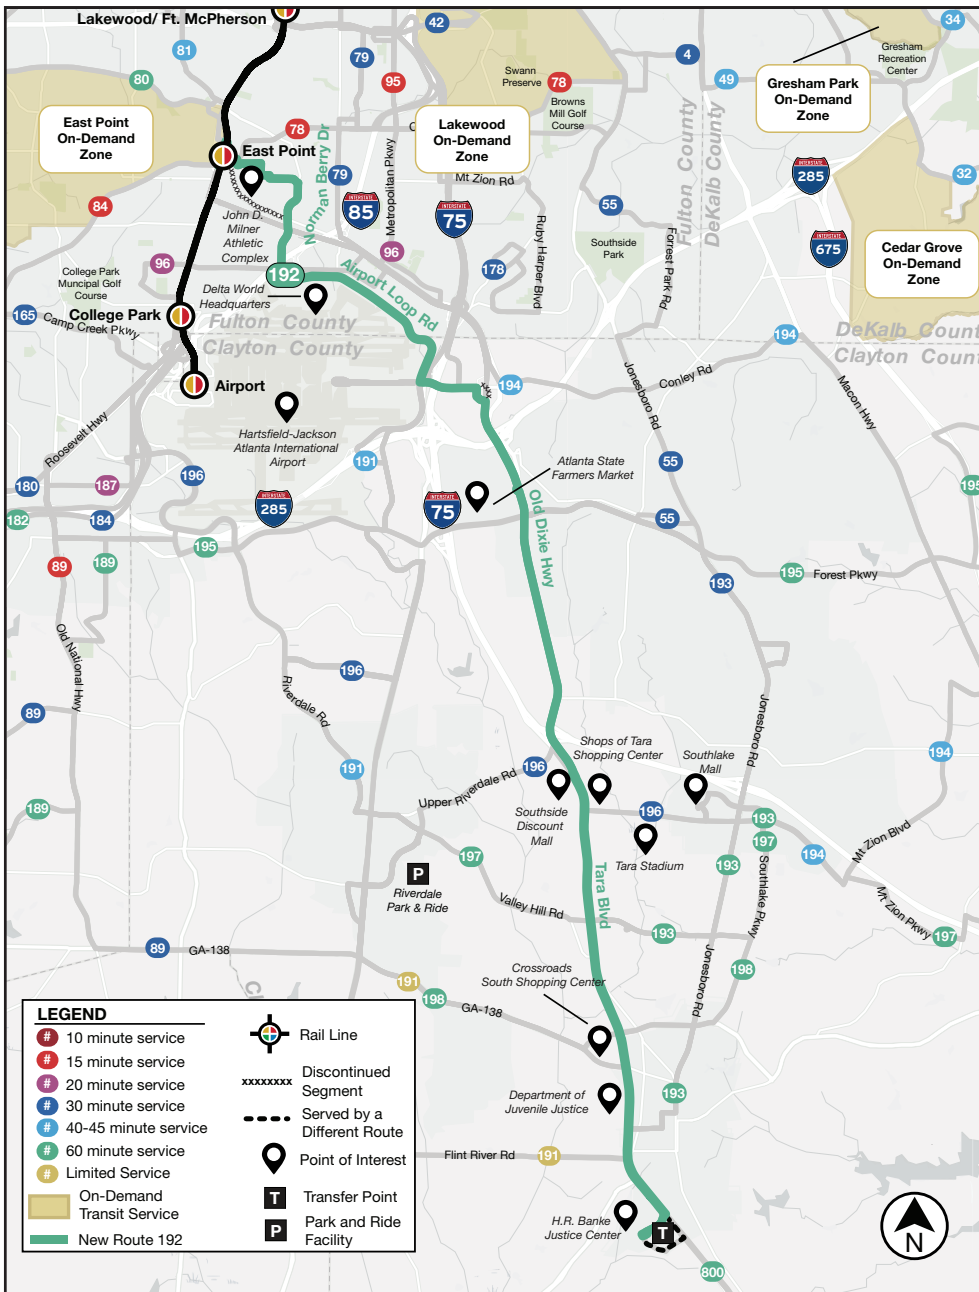 Lakewood/ Ft. McPherson
42
34
81
79
4
Gresham
Recreation
Center
80
95
Swann
Preserve
78
49
Gresham Park
On-Demand
Zone
East Point
On-Demand
Zone
78
Browns
Mill Golf
Course
Lakewood
On-Demand
Zone
East Point
Norman Berry Dr
Metropolitan Pkwy
Fulton County
DeKalb County
79
Mt Zion Rd
INTERSTATE
285
32
84
John D.
Milner
Athletic
Complex
INTERSTATE
85
INTERSTATE
75
55
Ruby Harper Blvd
Forrest Park Rd
Southside
Park
INTERSTATE
675
Cedar Grove
On-Demand
Zone
96
96
178
College Park
Muncipal Golf
Course
192
Airport Loop Rd
Delta World
Headquarters
165
Camp Creek Pkwy
College Park
Fulton County
Clayton County
194
DeKalb County
Clayton County
Airport
194
Conley Rd
Jonesboro Rd
Macon Hwy
Roosevelt Hwy
Hartsfield-Jackson
Atlanta International
Airport
191
55
Atlanta State
Farmers Market
196
180
187
195
INTERSTATE
285
INTERSTATE
75
Old Dixie Hwy
182
184
55
195
189
89
193
195
Forest Pkwy
Old National Hwy
196
Riverdale Rd
Jonesboro Rd
89
194
191
196
Upper Riverdale Rd
Shops of Tara
Shopping Center
Southlake
Mall
189
Southside
Discount
Mall
196
193
197
Tara Stadium
194
Mt Zion Blvd
197
193
P
Riverdale
Park & Ride
Tara Blvd
Southlake Pkwy
Valley Hill Rd
193
Mt Zion Pkwy
197
89
GA-138
Jonesboro Rd
198
Crossroads
South Shopping Center
191
198
GA-138
Department of
Juvenile Justice
193
Flint River Rd
191
H.R. Banke
Justice Center
T
800
N
LEGEND
# 10 minute service
# 15 minute service
# 20 minute service
# 30 minute service
# 40-45 minute service
# 60 minute service
# Limited Service
On-Demand
Transit Service
New Route 192
Rail Line
xxxxxxxx Discontinued
Segment
Served by a
Different Route
Point of Interest
T Transfer Point
P Park and Ride
Facility